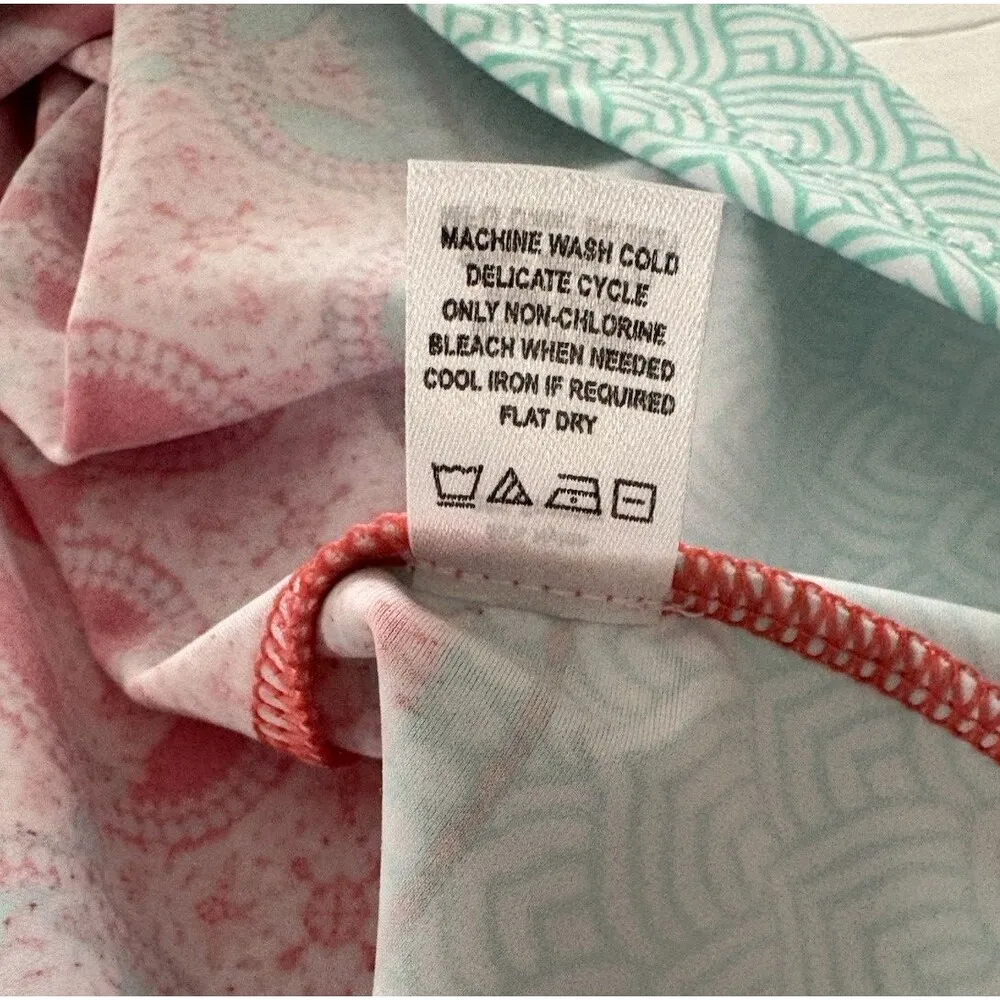 MACHINE WASH COLD
DELICATE CYCLE
ONLY NON-CHLORINE
BLEACH WHEN NEEDED
COOL IRON IF REQUIRED
FLAT DRY